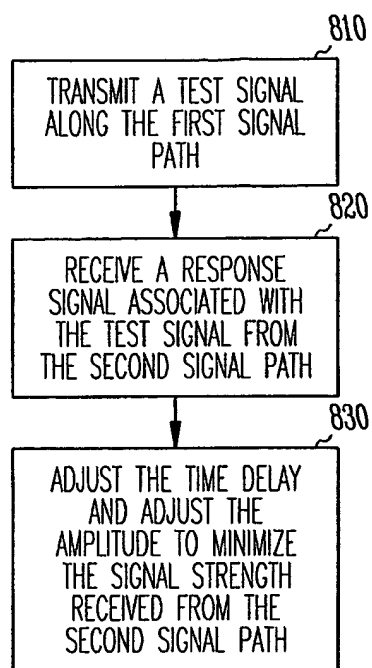 810
TRANSMIT A TEST SIGNAL
ALONG THE FIRST SIGNAL
PATH
820
RECEIVE A RESPONSE
SIGNAL ASSOCIATED WITH
THE TEST SIGNAL FROM
THE SECOND SIGNAL PATH
830
ADJUST THE TIME DELAY
AND ADJUST THE
AMPLITUDE TO MINIMIZE
THE SIGNAL STRENGTH
RECEIVED FROM THE
SECOND SIGNAL PATH